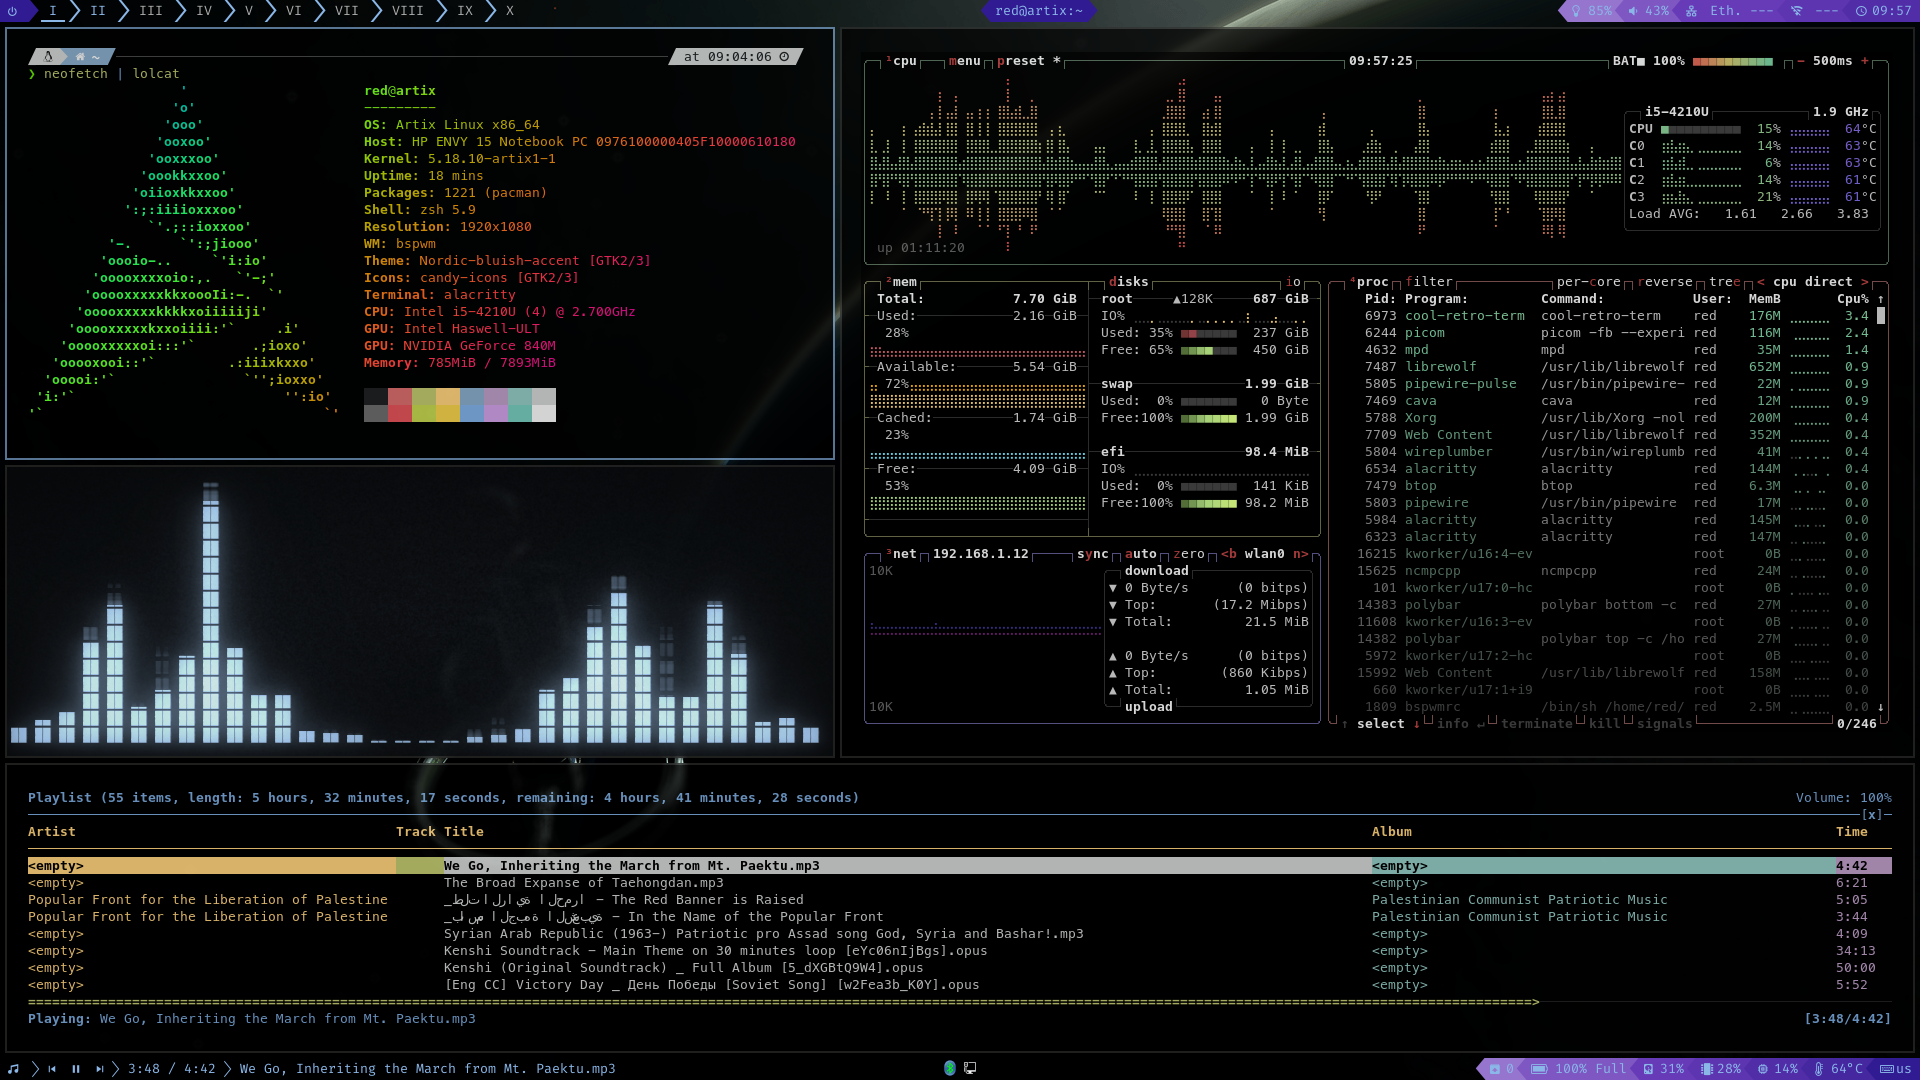 I II III IV V VI VII VIII IX X
red@artix:~
85% 43% Eth. --- --- 09:57
~ at 09:04:06
❯ neofetch | lolcat
red@artix
---------
OS: Artix Linux x86_64
Host: HP ENVY 15 Notebook PC 0976100000405F10000610180
Kernel: 5.18.10-artix1-1
Uptime: 18 mins
Packages: 1221 (pacman)
Shell: zsh 5.9
Resolution: 1920x1080
WM: bspwm
Theme: Nordic-bluish-accent [GTK2/3]
Icons: candy-icons [GTK2/3]
Terminal: alacritty
CPU: Intel i5-4210U (4) @ 2.700GHz
GPU: Intel Haswell-ULT
GPU: NVIDIA GeForce 840M
Memory: 785MiB / 7893MiB
'
'o'
'ooo'
'ooxoo'
'ooxxxoo'
'oookkxxoo'
'oiioxkkxxoo'
':;:iiiioxxxoo'
`'.;::ioxxoo'
'-. `':;jiooo'
'oooio-.. `'i:io'
'ooooxxxxoio:,. `'-;'
'ooooxxxxxkkxoooIi:-. `'
'ooooxxxxxkkkkxoiiiiiji'
'ooooxxxxxkxxoiiii:'` .i'
'ooooxxxxxoi:::'` .;ioxo'
'ooooxooi::'` .:iiixkxxo'
'ooooi:'` `'';ioxxo'
'i:'` '':io'
'` `'
¹cpu menu preset * 09:57:25 BAT■ 100% - 500ms +
i5-4210U 1.9 GHz
CPU 15% 64°C
C0 14% 63°C
C1 6% 63°C
C2 14% 61°C
C3 21% 61°C
Load AVG: 1.61 2.66 3.83
up 01:11:20
²mem disks io
Total: 7.70 GiB
Used: 2.16 GiB
28%
Available: 5.54 GiB
72%
Cached: 1.74 GiB
23%
Free: 4.09 GiB
53%
root ▲128K 687 GiB
IO%
Used: 35% 237 GiB
Free: 65% 450 GiB
swap 1.99 GiB
Used: 0% 0 Byte
Free:100% 1.99 GiB
efi 98.4 MiB
IO%
Used: 0% 141 KiB
Free:100% 98.2 MiB
³net 192.168.1.12 sync auto zero <b wlan0 n>
10K
download
▼ 0 Byte/s (0 bitps)
▼ Top: (17.2 Mibps)
▼ Total: 21.5 MiB
▲ 0 Byte/s (0 bitps)
▲ Top: (860 Kibps)
▲ Total: 1.05 MiB
10K
upload
⁴proc filter per-core reverse tree < cpu direct >
Pid: Program: Command: User: MemB Cpu% ↑
6973 cool-retro-term cool-retro-term red 176M 3.4
6244 picom picom -fb --experi red 116M 2.4
4632 mpd mpd red 35M 1.4
7487 librewolf /usr/lib/librewolf red 652M 0.9
5805 pipewire-pulse /usr/bin/pipewire- red 22M 0.9
7469 cava cava red 12M 0.9
5788 Xorg /usr/lib/Xorg -nol red 200M 0.4
7709 Web Content /usr/lib/librewolf red 352M 0.4
5804 wireplumber /usr/bin/wireplumb red 41M 0.4
6534 alacritty alacritty red 144M 0.4
7479 btop btop red 6.3M 0.0
5803 pipewire /usr/bin/pipewire red 17M 0.0
5984 alacritty alacritty red 145M 0.0
6323 alacritty alacritty red 147M 0.0
16215 kworker/u16:4-ev root 0B 0.0
15625 ncmpcpp ncmpcpp red 24M 0.0
101 kworker/u17:0-hc root 0B 0.0
14383 polybar polybar bottom -c red 27M 0.0
11608 kworker/u16:3-ev root 0B 0.0
14382 polybar polybar top -c /ho red 27M 0.0
5972 kworker/u17:2-hc root 0B 0.0
15992 Web Content /usr/lib/librewolf red 158M 0.0
660 kworker/u17:1+i9 root 0B 0.0
1809 bspwmrc /bin/sh /home/red/ red 2.5M 0.0 ↓
↑ select ↓ info ↵ terminate kill signals 0/246
Playlist (55 items, length: 5 hours, 32 minutes, 17 seconds, remaining: 4 hours, 41 minutes, 28 seconds) Volume: 100%
[x]
Artist Track Title Album Time
<empty> We Go, Inheriting the March from Mt. Paektu.mp3 <empty> 4:42
<empty> The Broad Expanse of Taehongdan.mp3 <empty> 6:21
Popular Front for the Liberation of Palestine - The Red Banner is Raised Palestinian Communist Patriotic Music 5:05
Popular Front for the Liberation of Palestine - In the Name of the Popular Front Palestinian Communist Patriotic Music 3:44
<empty> Syrian Arab Republic (1963-) Patriotic pro Assad song God, Syria and Bashar!.mp3 <empty> 4:09
<empty> Kenshi Soundtrack - Main Theme on 30 minutes loop [eYc06nIjBgs].opus <empty> 34:13
<empty> Kenshi (Original Soundtrack) _ Full Album [5_dXGBtQ9W4].opus <empty> 50:00
<empty> [Eng CC] Victory Day _ День Победы [Soviet Song] [w2Fea3b_K0Y].opus <empty> 5:52
Playing: We Go, Inheriting the March from Mt. Paektu.mp3 [3:48/4:42]
3:48 / 4:42 We Go, Inheriting the March from Mt. Paektu.mp3
0 100% Full 31% 28% 14% 64°C us